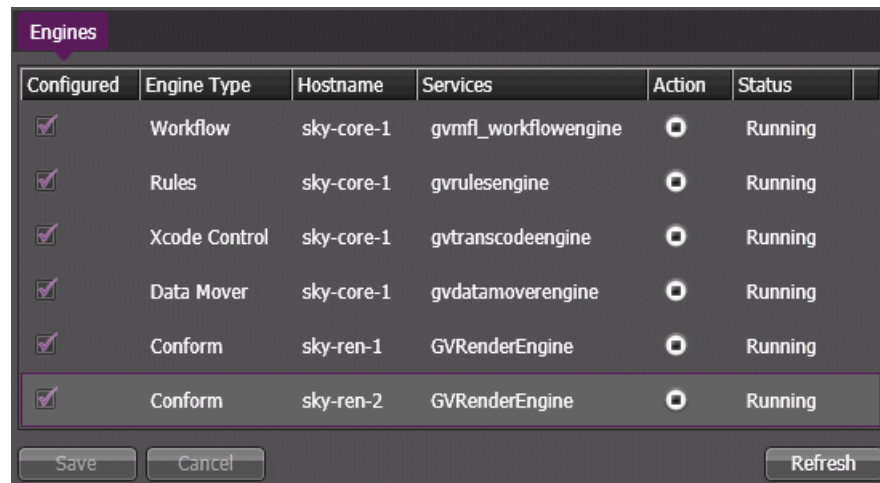 Engines
Configured Engine Type Hostname Services Action Status
Workflow sky-core-1 gvmfl_workflowengine Running
Rules sky-core-1 gvrulesengine Running
Xcode Control sky-core-1 gvtranscodeengine Running
Data Mover sky-core-1 gvdatamoverengine Running
Conform sky-ren-1 GVRenderEngine Running
Conform sky-ren-2 GVRenderEngine Running
Save Cancel Refresh